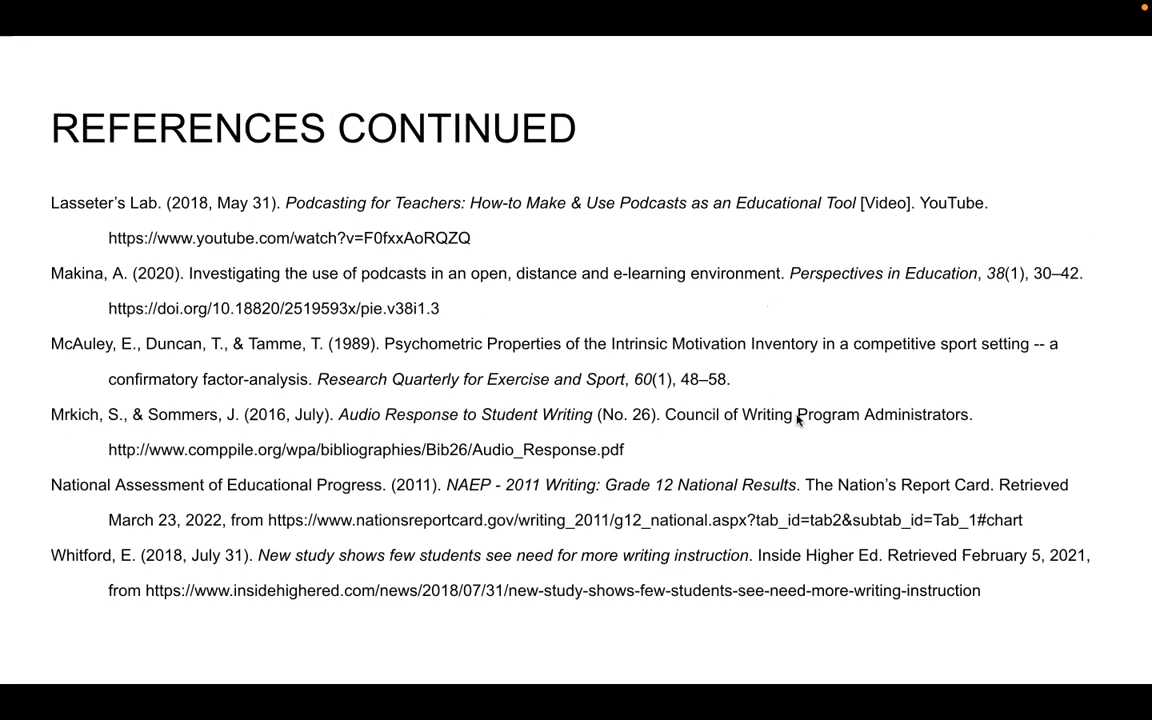 REFERENCES CONTINUED
Lasseter’s Lab. (2018, May 31). Podcasting for Teachers: How-to Make & Use Podcasts as an Educational Tool [Video]. YouTube.
https://www.youtube.com/watch?v=F0fxxAoRQZQ
Makina, A. (2020). Investigating the use of podcasts in an open, distance and e-learning environment. Perspectives in Education, 38(1), 30–42.
https://doi.org/10.18820/2519593x/pie.v38i1.3
McAuley, E., Duncan, T., & Tamme, T. (1989). Psychometric Properties of the Intrinsic Motivation Inventory in a competitive sport setting -- a
confirmatory factor-analysis. Research Quarterly for Exercise and Sport, 60(1), 48–58.
Mrkich, S., & Sommers, J. (2016, July). Audio Response to Student Writing (No. 26). Council of Writing Program Administrators.
http://www.comppile.org/wpa/bibliographies/Bib26/Audio_Response.pdf
National Assessment of Educational Progress. (2011). NAEP - 2011 Writing: Grade 12 National Results. The Nation’s Report Card. Retrieved
March 23, 2022, from https://www.nationsreportcard.gov/writing_2011/g12_national.aspx?tab_id=tab2&subtab_id=Tab_1#chart
Whitford, E. (2018, July 31). New study shows few students see need for more writing instruction. Inside Higher Ed. Retrieved February 5, 2021,
from https://www.insidehighered.com/news/2018/07/31/new-study-shows-few-students-see-need-more-writing-instruction